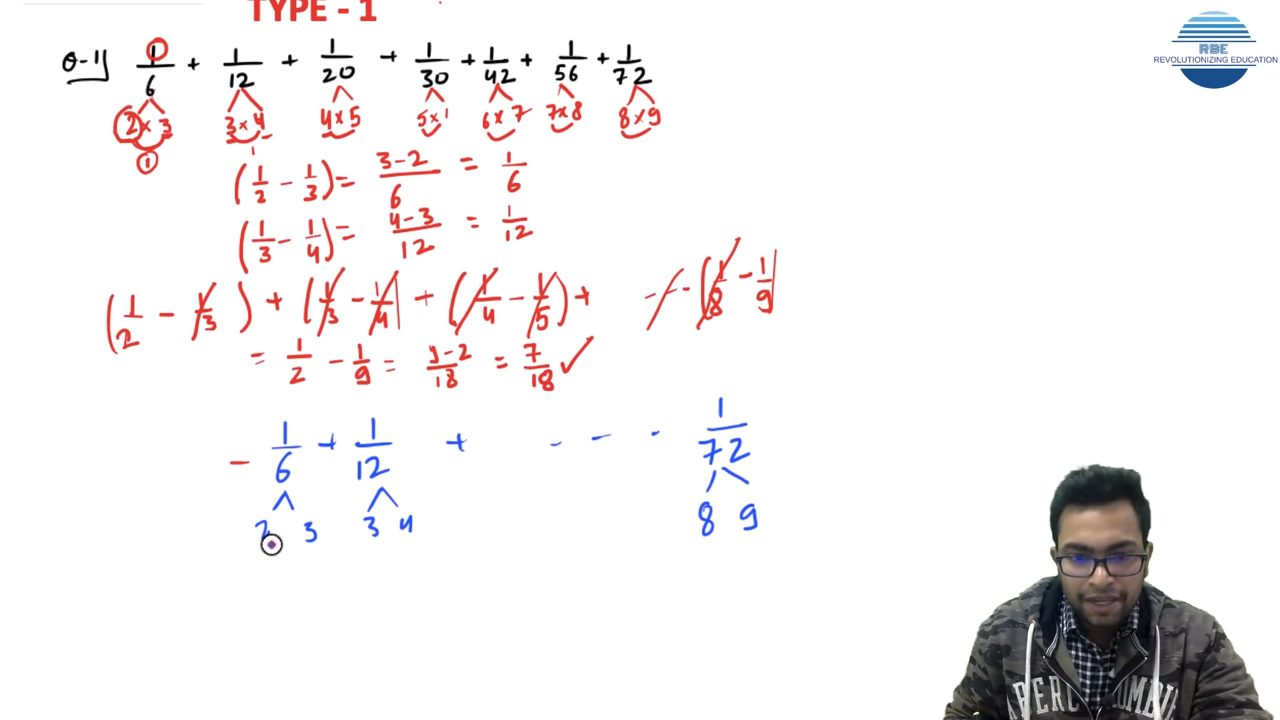 TYPE - 1
RBE
REVOLUTIONIZING EDUCATION
Q-1] 1/6 + 1/12 + 1/20 + 1/30 + 1/42 + 1/56 + 1/72
2×3 3×4 4×5 5×1 6×7 7×8 8×9
1 1
(1/2 - 1/3) = 3-2/6 = 1/6
(1/3 - 1/4) = 4-3/12 = 1/12
(1/2 - 1/3) + (1/3 - 1/4) + (1/4 - 1/5) + - - - (1/8 - 1/9)
= 1/2 - 1/9 = 9-2/18 = 7/18 ✓
- 1/6 + 1/12 + - - - 1/72
2 3 3 4 8 9
ABERCROMBIE